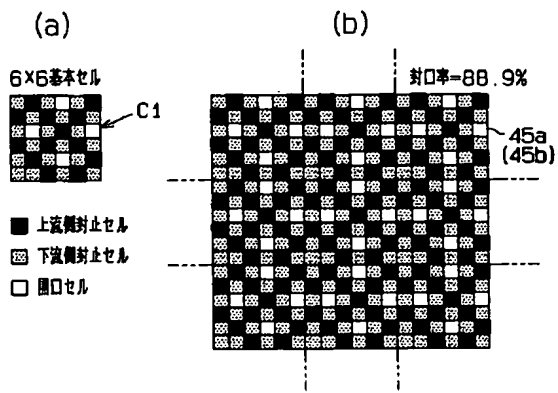 (a)
(b)
6×6基本セル
封口率=88.9%
C1
45a
(45b)
上流側封止セル
下流側封止セル
開口セル